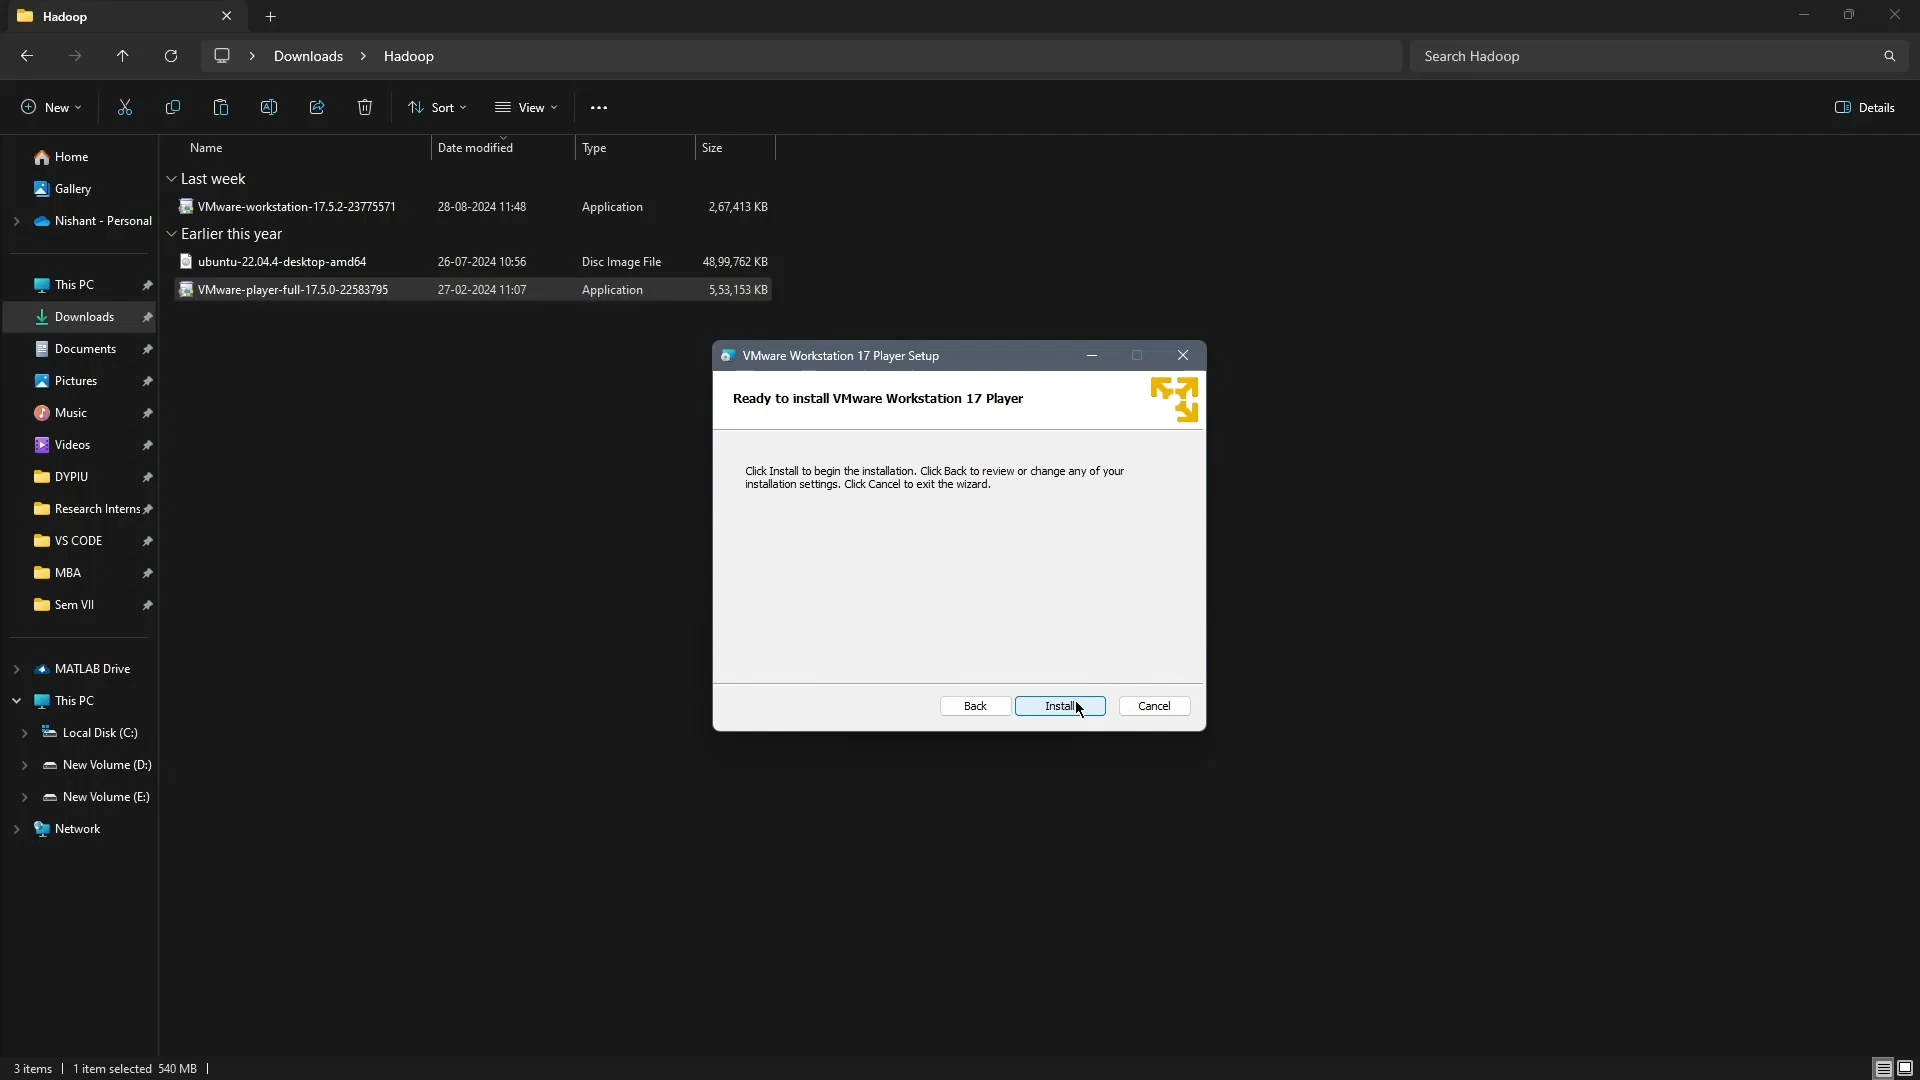 Hadoop
Downloads > Hadoop
Search Hadoop
New
Sort
View
Details
Name
Date modified
Type
Size
Home
Gallery
Nishant - Personal
This PC
Downloads
Documents
Pictures
Music
Videos
DYPIU
Research Interns
VS CODE
MBA
Sem VII
MATLAB Drive
This PC
Local Disk (C:)
New Volume (D:)
New Volume (E:)
Network
Last week
VMware-workstation-17.5.2-23775571 28-08-2024 11:48 Application 2,67,413 KB
Earlier this year
ubuntu-22.04.4-desktop-amd64 26-07-2024 10:56 Disc Image File 48,99,762 KB
VMware-player-full-17.5.0-22583795 27-02-2024 11:07 Application 5,53,153 KB
VMware Workstation 17 Player Setup
Ready to install VMware Workstation 17 Player
Click Install to begin the installation. Click Back to review or change any of your
installation settings. Click Cancel to exit the wizard.
Back
Install
Cancel
3 items
1 item selected 540 MB